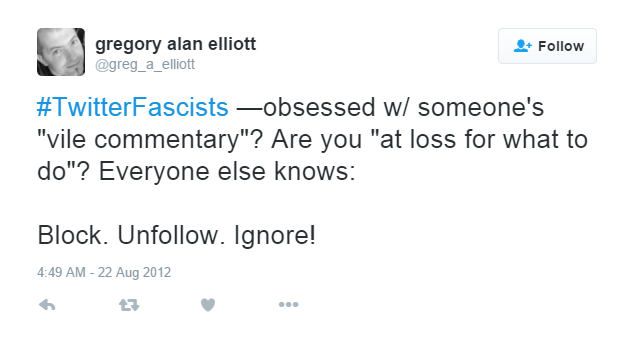 gregory alan elliott
Follow
@greg_a_elliott
#TwitterFascists —obsessed w/ someone's
"vile commentary"? Are you "at loss for what to
do"? Everyone else knows:
Block. Unfollow. Ignore!
4:49 AM - 22 Aug 2012